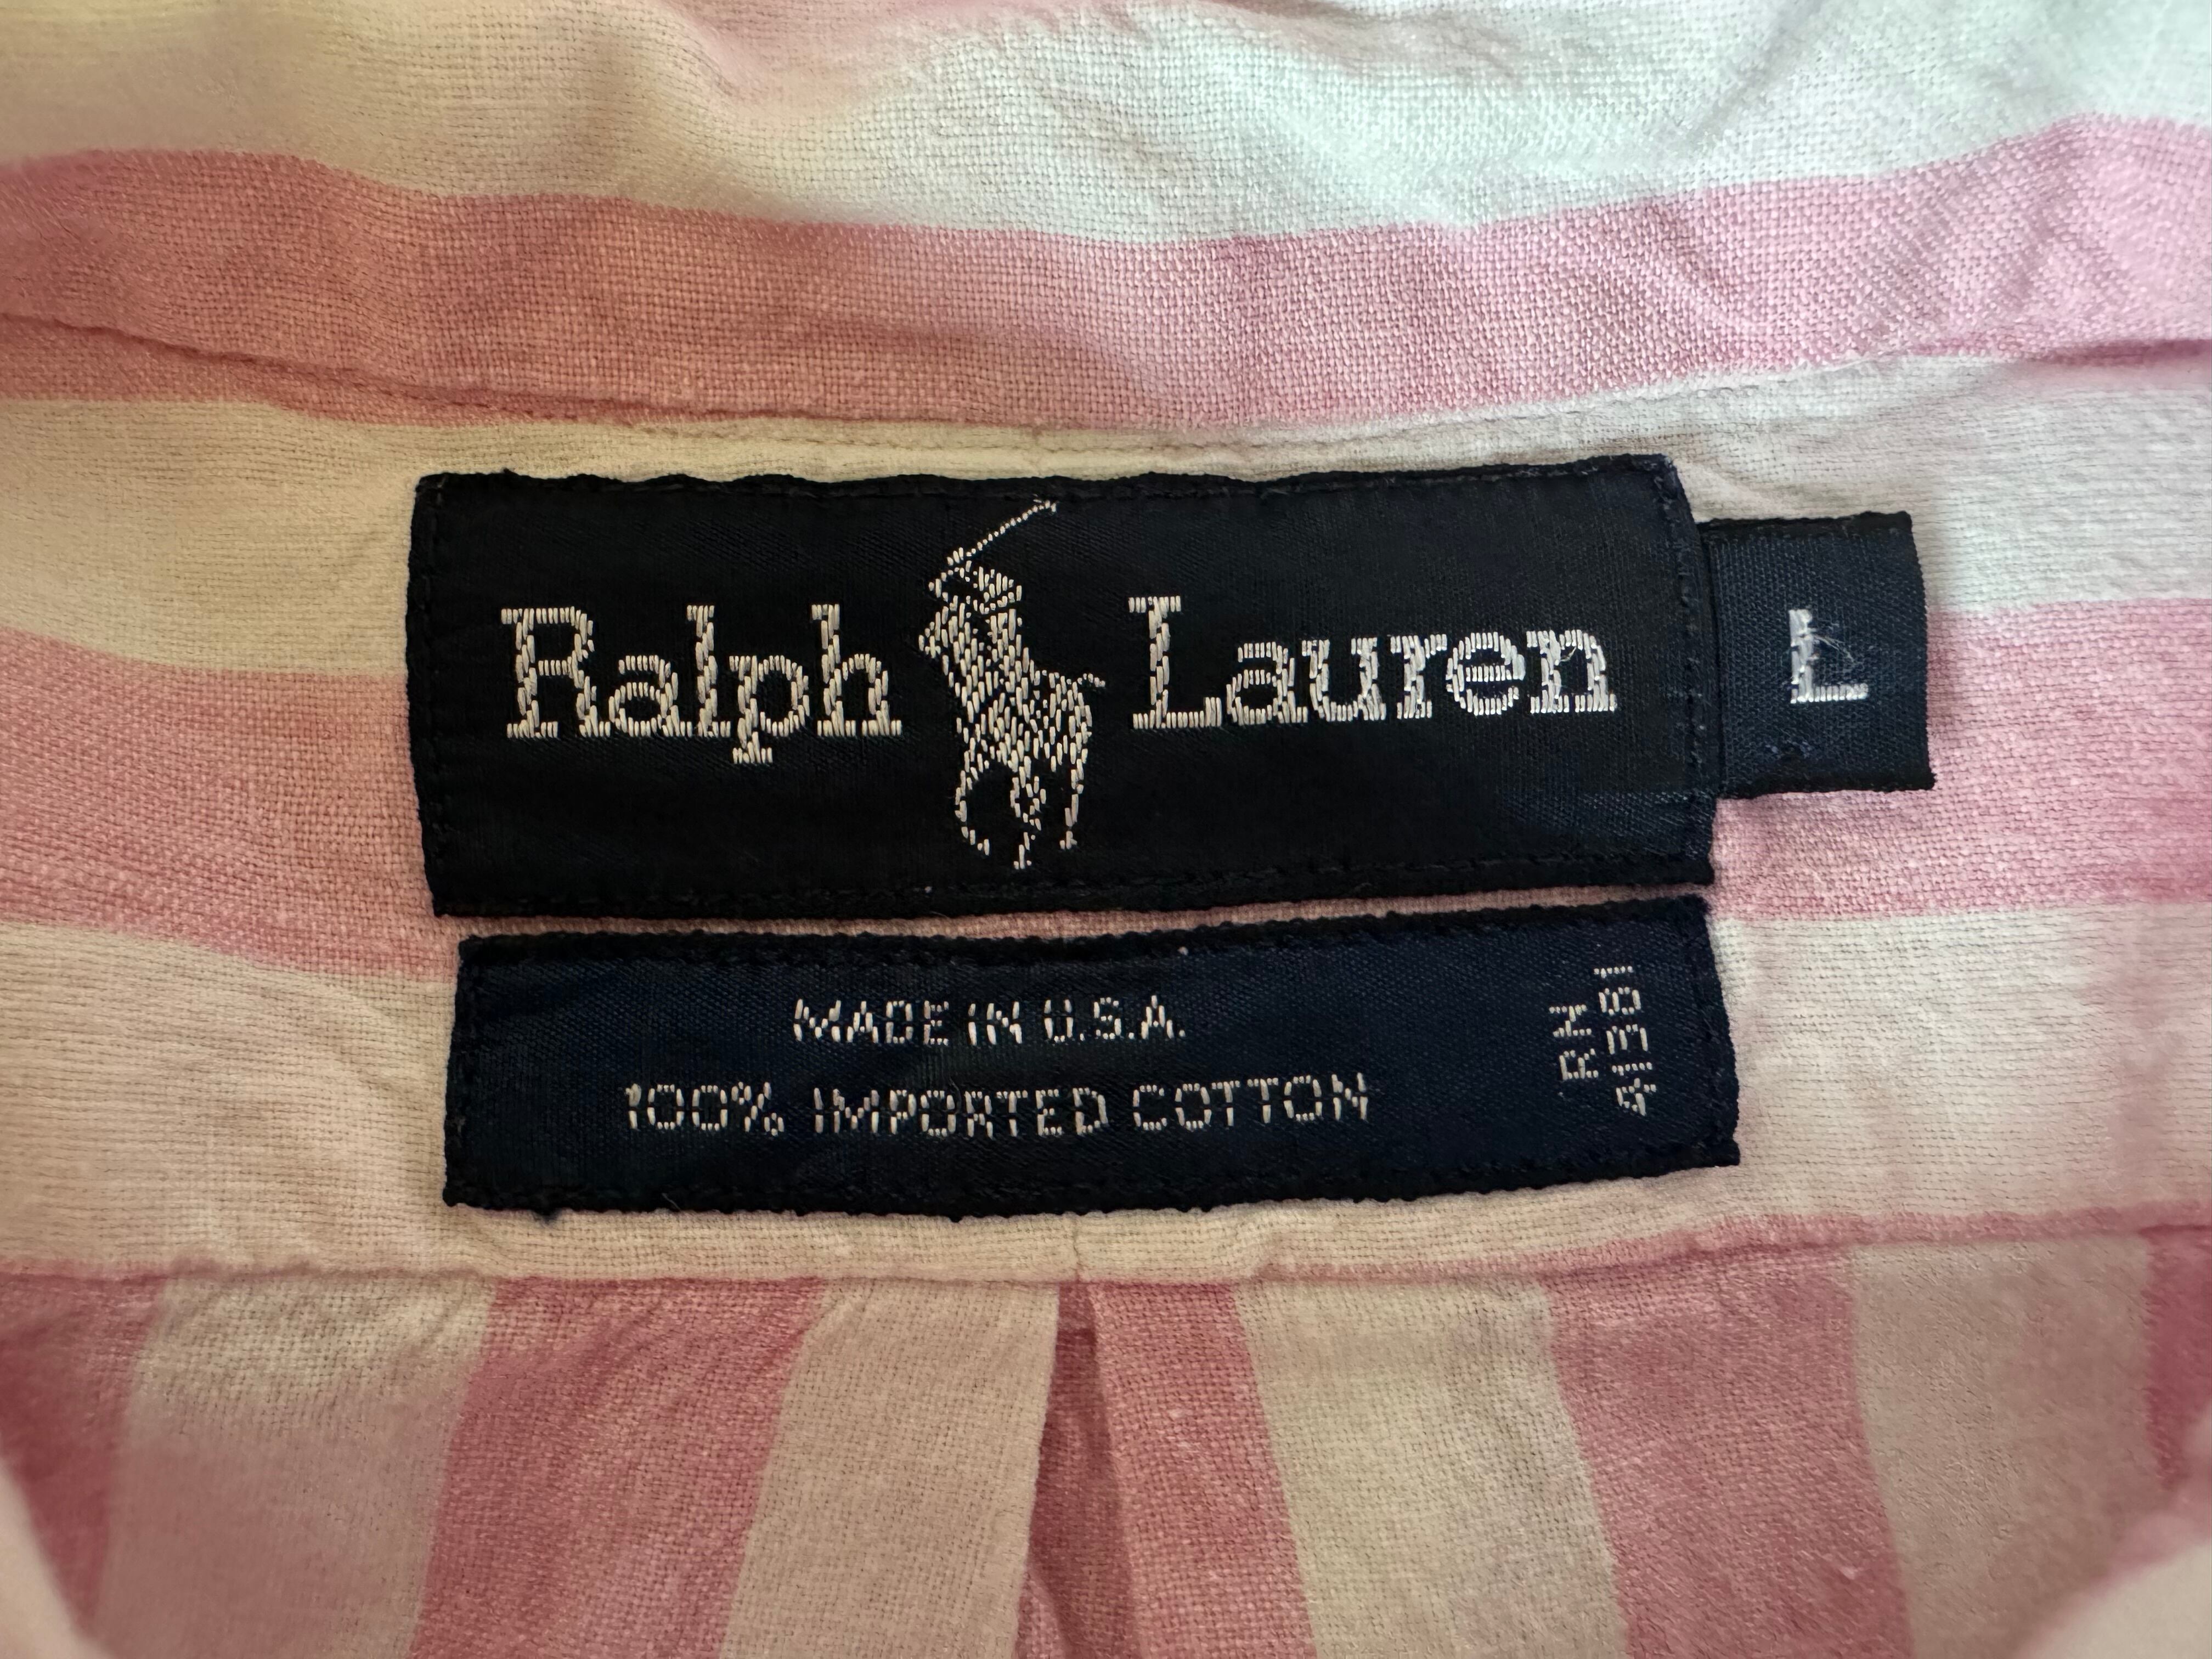 Ralph Lauren
L
MADE IN U.S.A.
100% IMPORTED COTTON
RN
41381